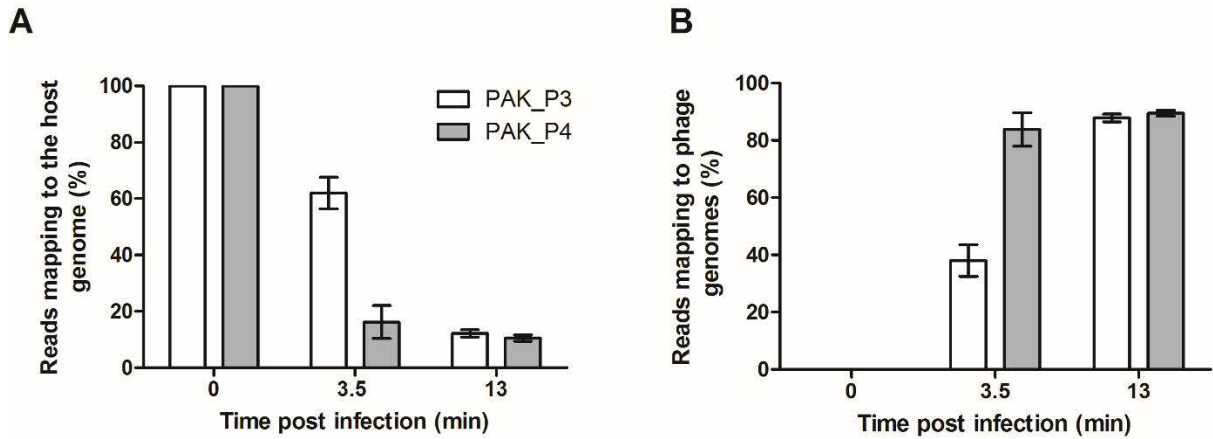 A
Reads mapping to the host
genome (%)
100
80
60
40
20
0
PAK_P3
PAK_P4
0
3.5
13
Time post infection (min)
B
Reads mapping to phage
genomes (%)
100
80
60
40
20
0
0
3.5
13
Time post infection (min)